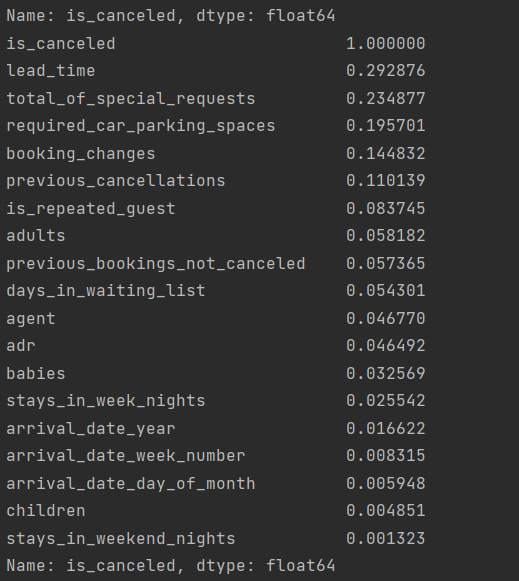 Name: is_canceled, dtype: float64
is_canceled 1.000000
lead_time 0.292876
total_of_special_requests 0.234877
required_car_parking_spaces 0.195701
booking_changes 0.144832
previous_cancellations 0.110139
is_repeated_guest 0.083745
adults 0.058182
previous_bookings_not_canceled 0.057365
days_in_waiting_list 0.054301
agent 0.046770
adr 0.046492
babies 0.032569
stays_in_week_nights 0.025542
arrival_date_year 0.016622
arrival_date_week_number 0.008315
arrival_date_day_of_month 0.005948
children 0.004851
stays_in_weekend_nights 0.001323
Name: is_canceled, dtype: float64